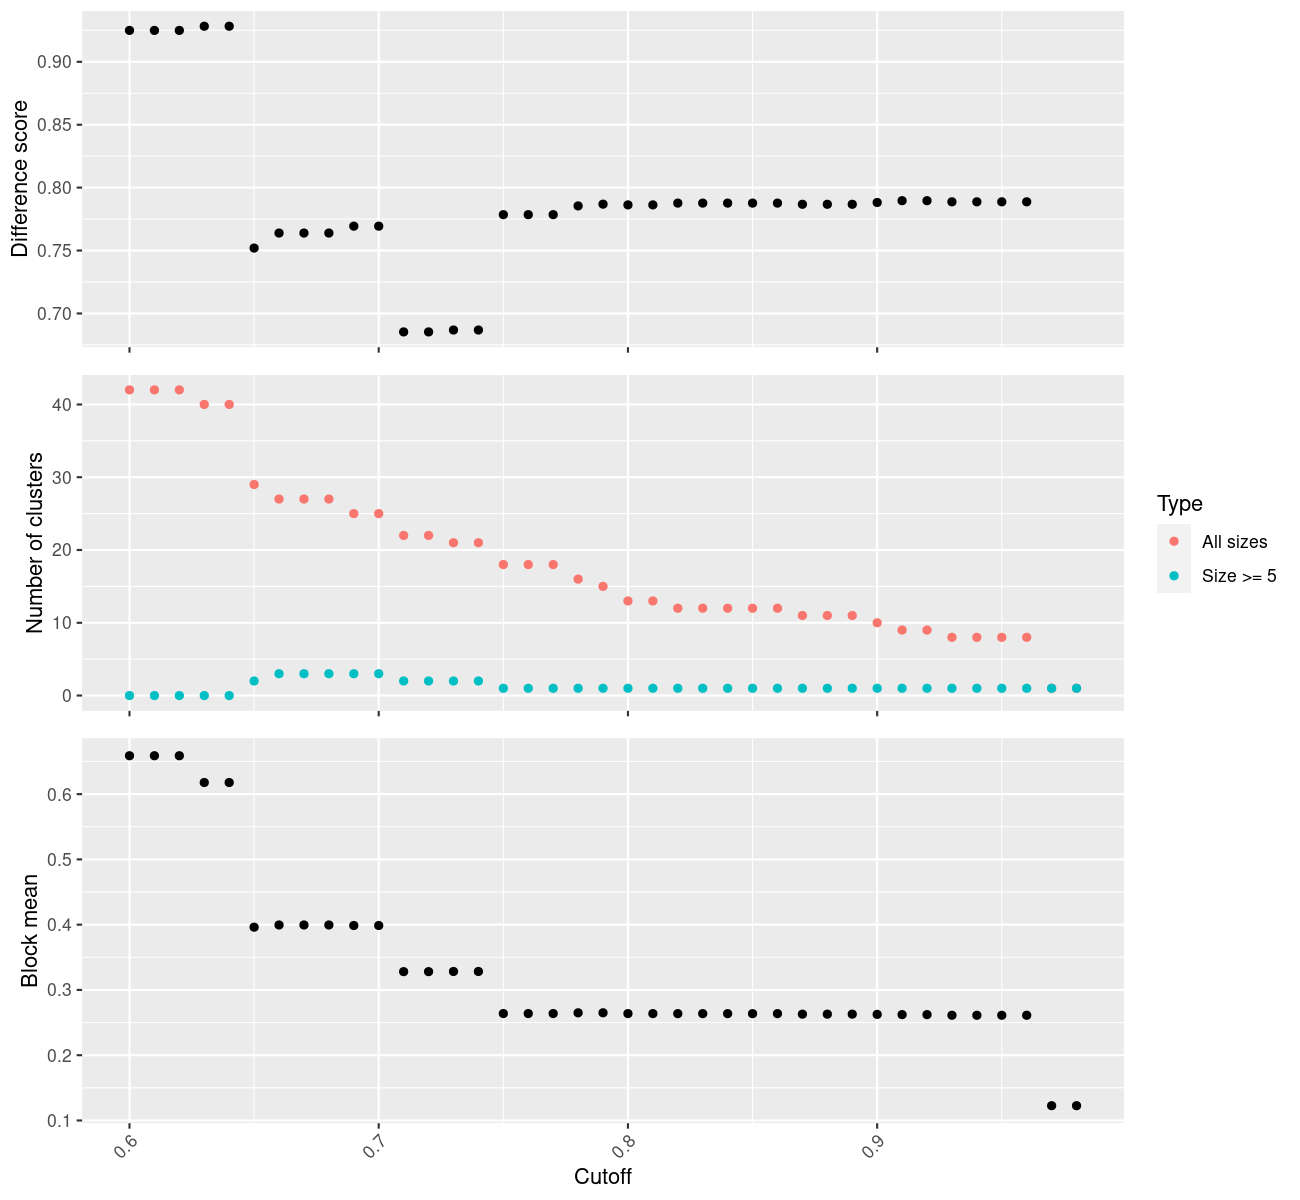 Difference score
0.90
0.85
0.80
0.75
0.70
Number of clusters
40
30
20
10
0
Type
All sizes
Size >= 5
Block mean
0.6
0.5
0.4
0.3
0.2
0.1
0.6 0.7 0.8 0.9
Cutoff